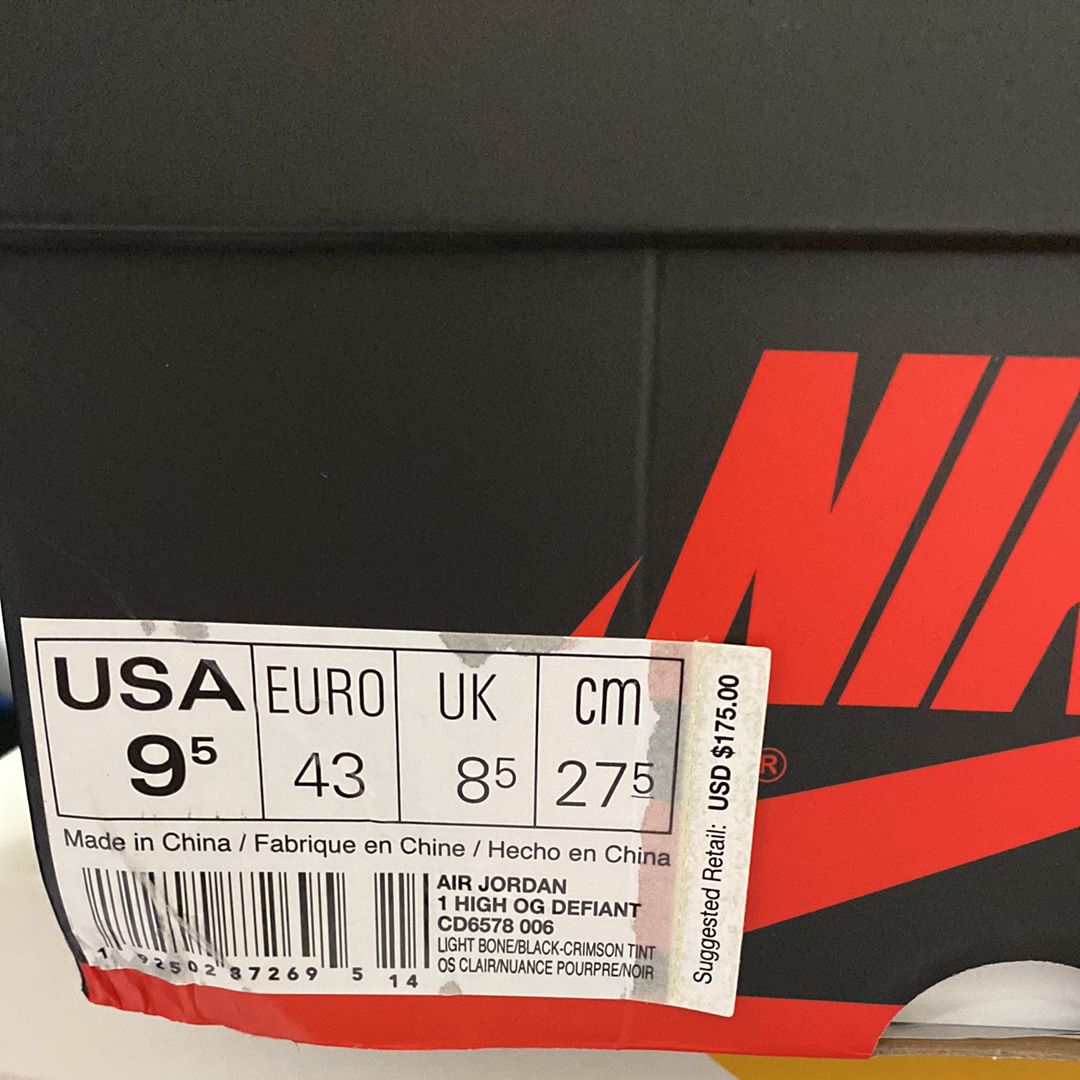 NIK
®
USA EURO UK cm
9⁵ 43 8⁵ 27⁵
Made in China / Fabrique en Chine / Hecho en China
AIR JORDAN
1 HIGH OG DEFIANT
CD6578 006
LIGHT BONE/BLACK-CRIMSON TINT
OS CLAIR/NUANCE POURPRE/NOIR
1 92502 87269 5 14
Suggested Retail: USD $175.00